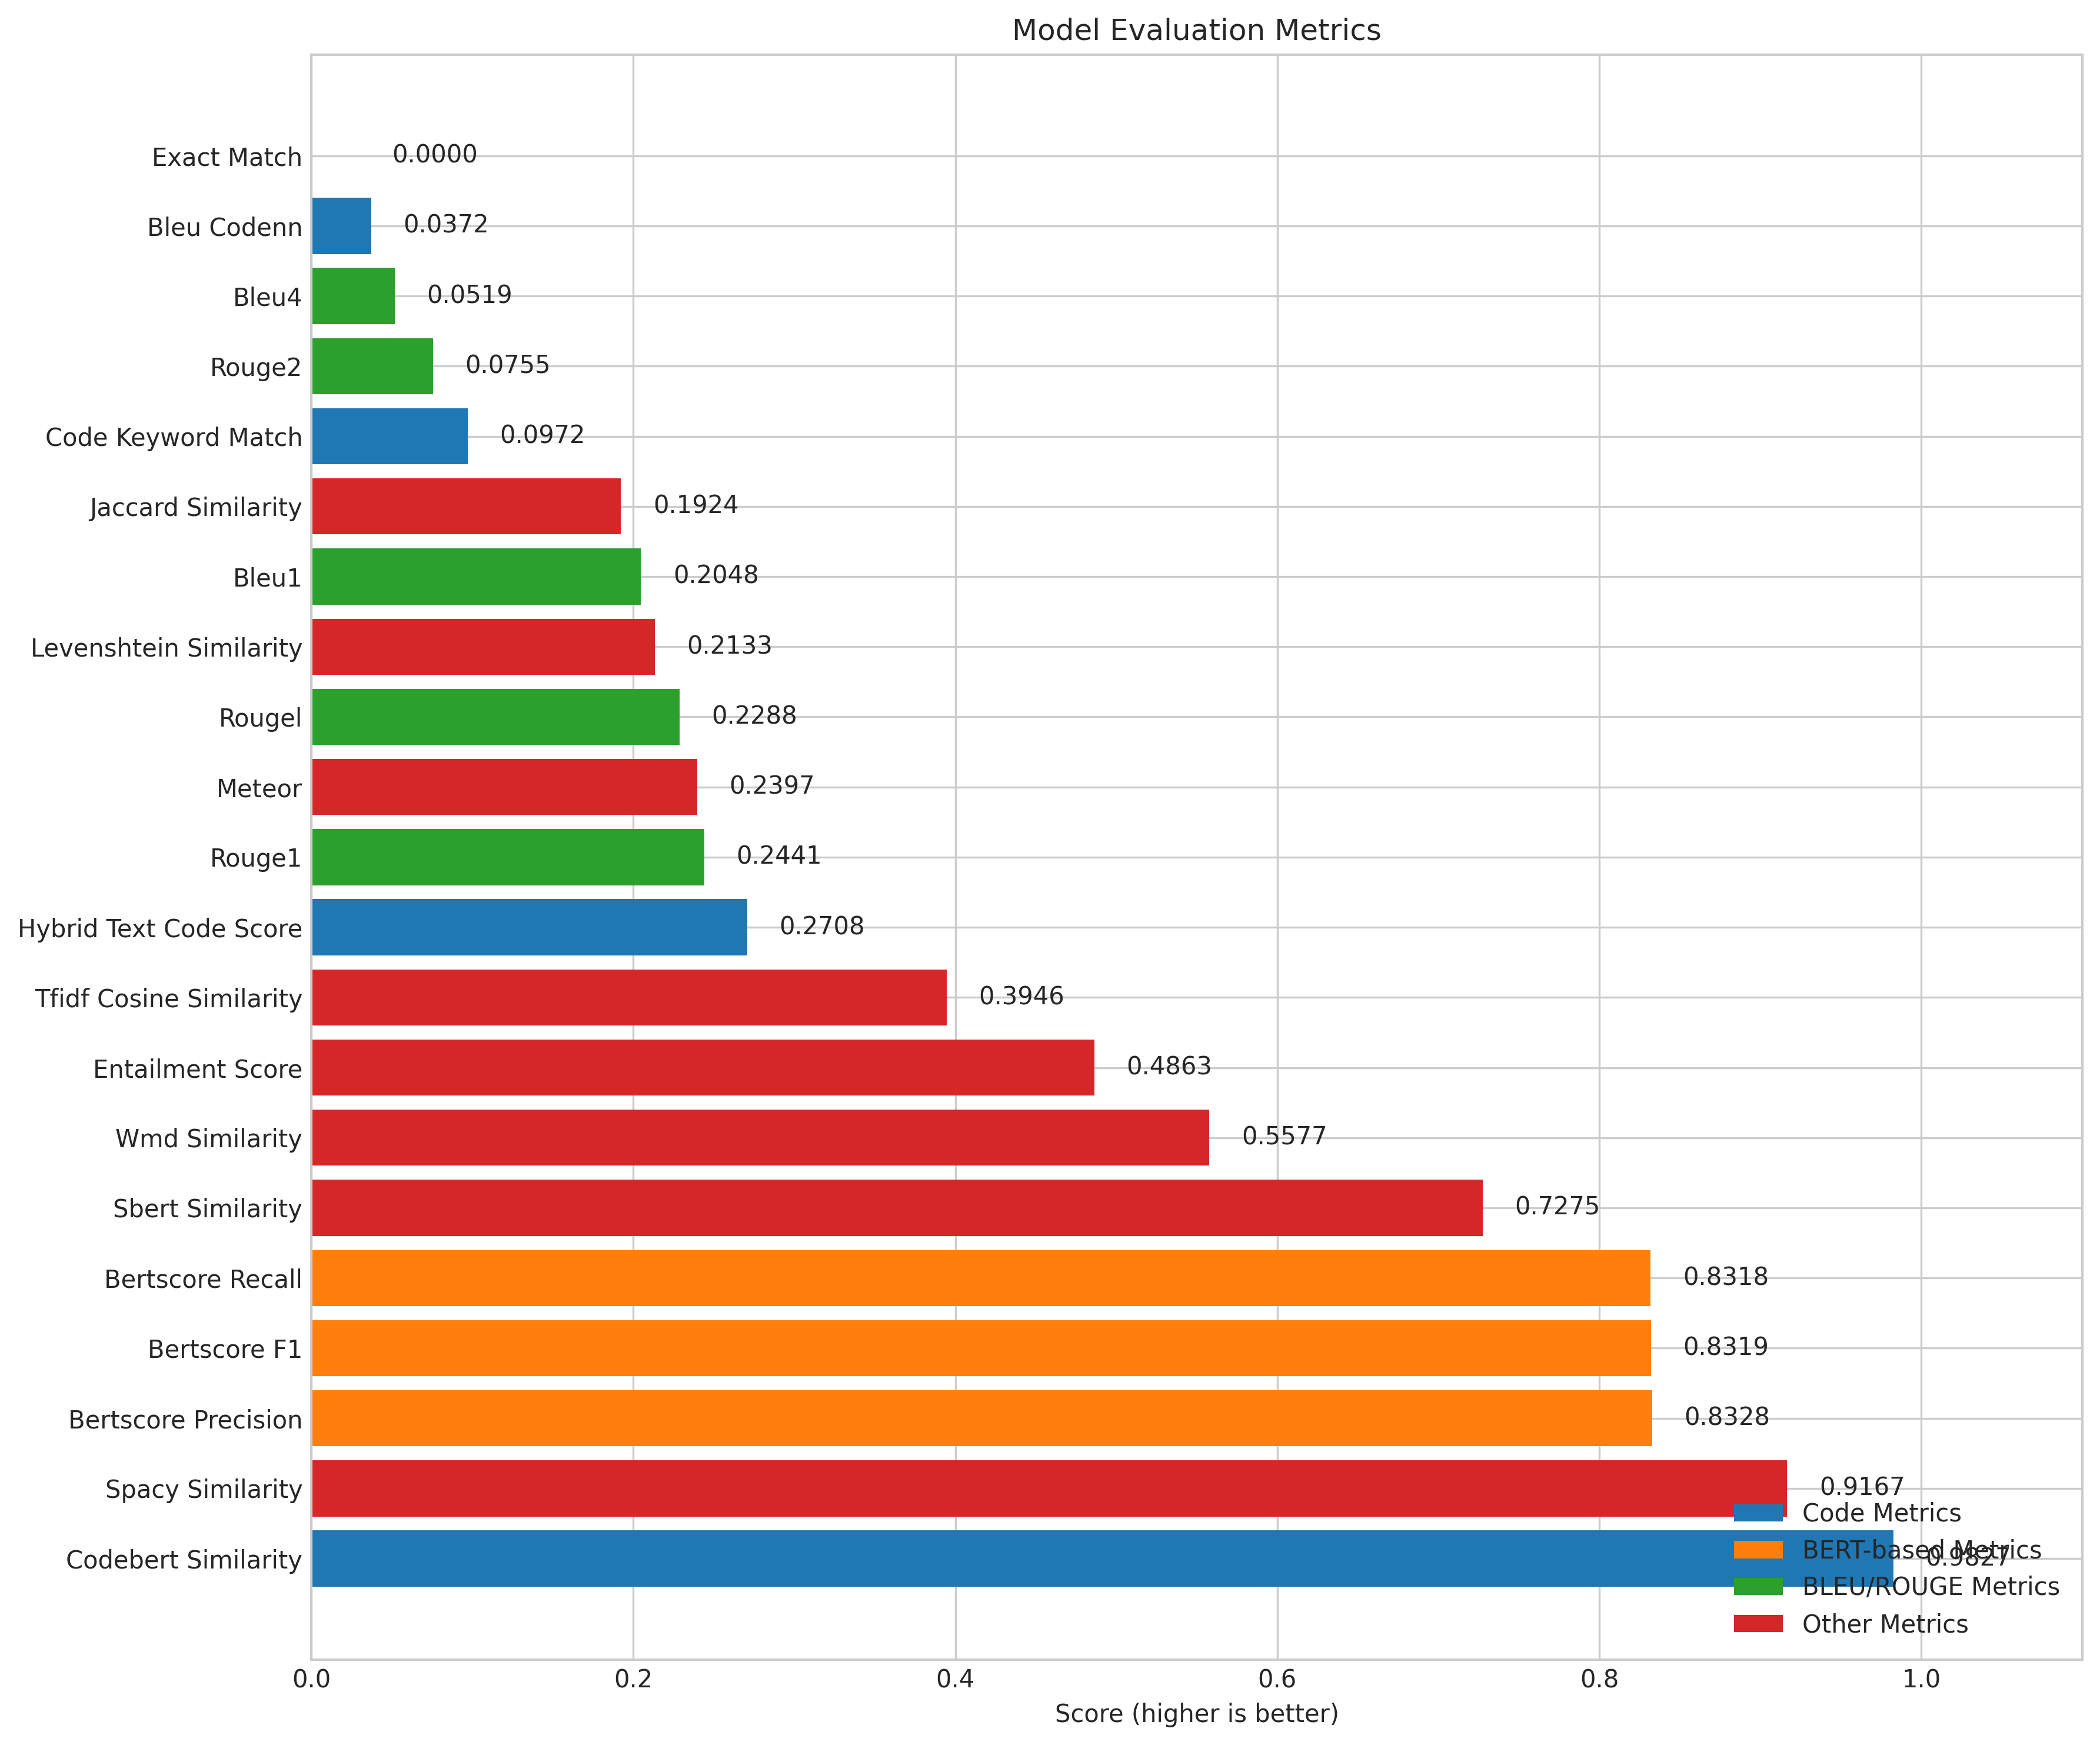 Model Evaluation Metrics
Exact Match 0.0000
Bleu Codenn 0.0372
Bleu4 0.0519
Rouge2 0.0755
Code Keyword Match 0.0972
Jaccard Similarity 0.1924
Bleu1 0.2048
Levenshtein Similarity 0.2133
Rougel 0.2288
Meteor 0.2397
Rouge1 0.2441
Hybrid Text Code Score 0.2708
Tfidf Cosine Similarity 0.3946
Entailment Score 0.4863
Wmd Similarity 0.5577
Sbert Similarity 0.7275
Bertscore Recall 0.8318
Bertscore F1 0.8319
Bertscore Precision 0.8328
Spacy Similarity 0.9167
Codebert Similarity 0.9827
Code Metrics
BERT-based Metrics
BLEU/ROUGE Metrics
Other Metrics
0.0 0.2 0.4 0.6 0.8 1.0
Score (higher is better)